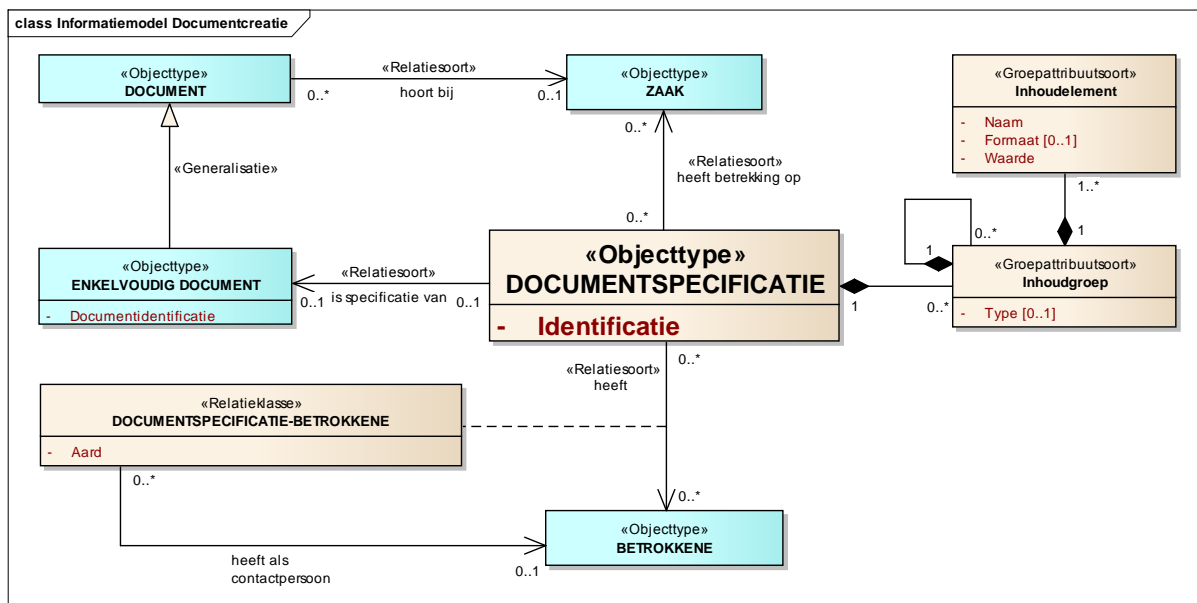 class Informatiemodel Documentcreatie
«Objecttype»
DOCUMENT
0..*
«Relatiesoort»
hoort bij
0..1
«Objecttype»
ZAAK
0..*
«Groepattribuutsoort»
Inhoudelement
- Naam
- Formaat [0..1]
- Waarde
1..*
«Generalisatie»
«Relatiesoort»
heeft betrekking op
0..*
1
0..*
1
«Objecttype»
ENKELVOUDIG DOCUMENT
- Documentidentificatie
«Relatiesoort»
0..1
is specificatie van
0..1
«Objecttype»
DOCUMENTSPECIFICATIE
- Identificatie
1
0..*
«Groepattribuutsoort»
Inhoudgroep
- Type [0..1]
0..*
«Relatiesoort»
heeft
«Relatieklasse»
DOCUMENTSPECIFICATIE-BETROKKENE
- Aard
0..*
0..*
«Objecttype»
BETROKKENE
heeft als
contactpersoon
0..1